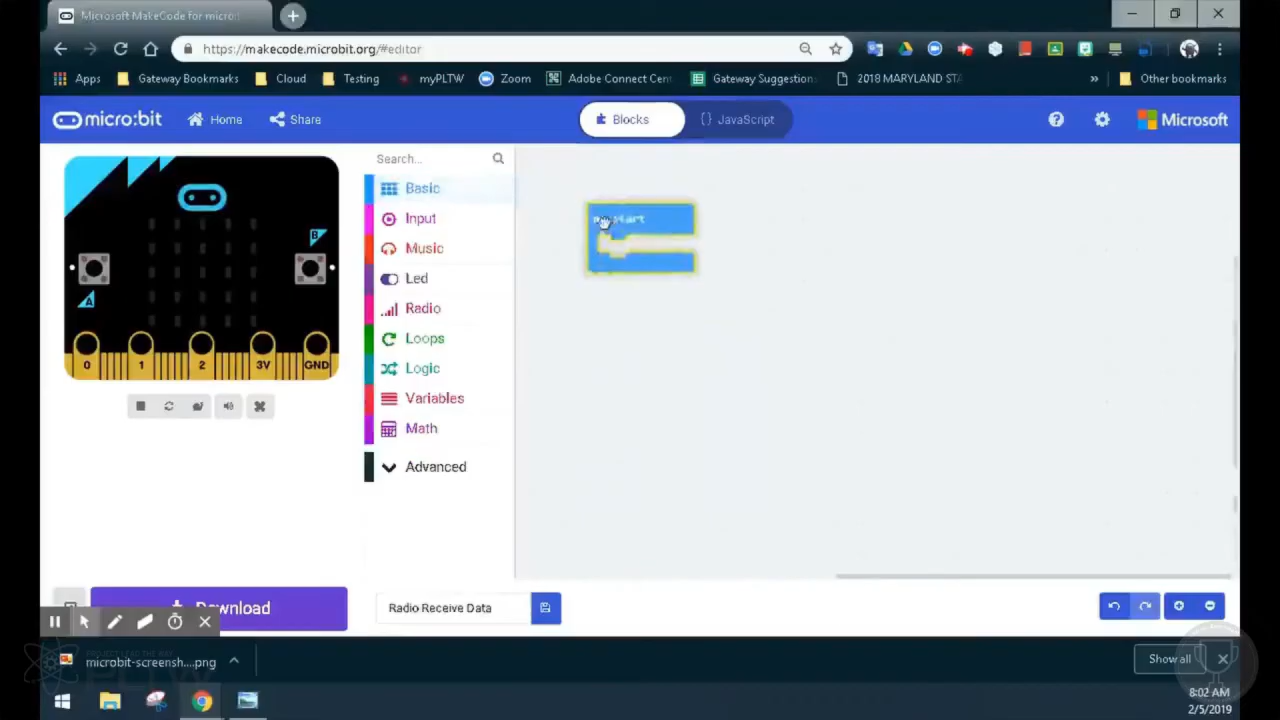 Microsoft MakeCode for micro:
https://makecode.microbit.org/#editor
Apps
Gateway Bookmarks
Cloud
Testing
myPLTW
Zoom
Adobe Connect Cent
Gateway Suggestion
2018 MARYLAND STA
»
Other bookmarks
micro:bit
Home
Share
Blocks
{} JavaScript
Microsoft
Search...
Basic
Input
Music
Led
Radio
Loops
Logic
Variables
Math
Advanced
on start
B
A
0 1 2 3V GND
Download
Radio Receive Data
microbit-screensh....png
Show all
PLTW
8:02 AM
2/5/2019